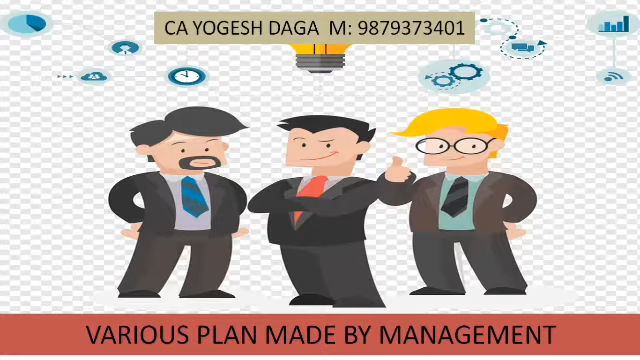 CA YOGESH DAGA M: 9879373401
VARIOUS PLAN MADE BY MANAGEMENT